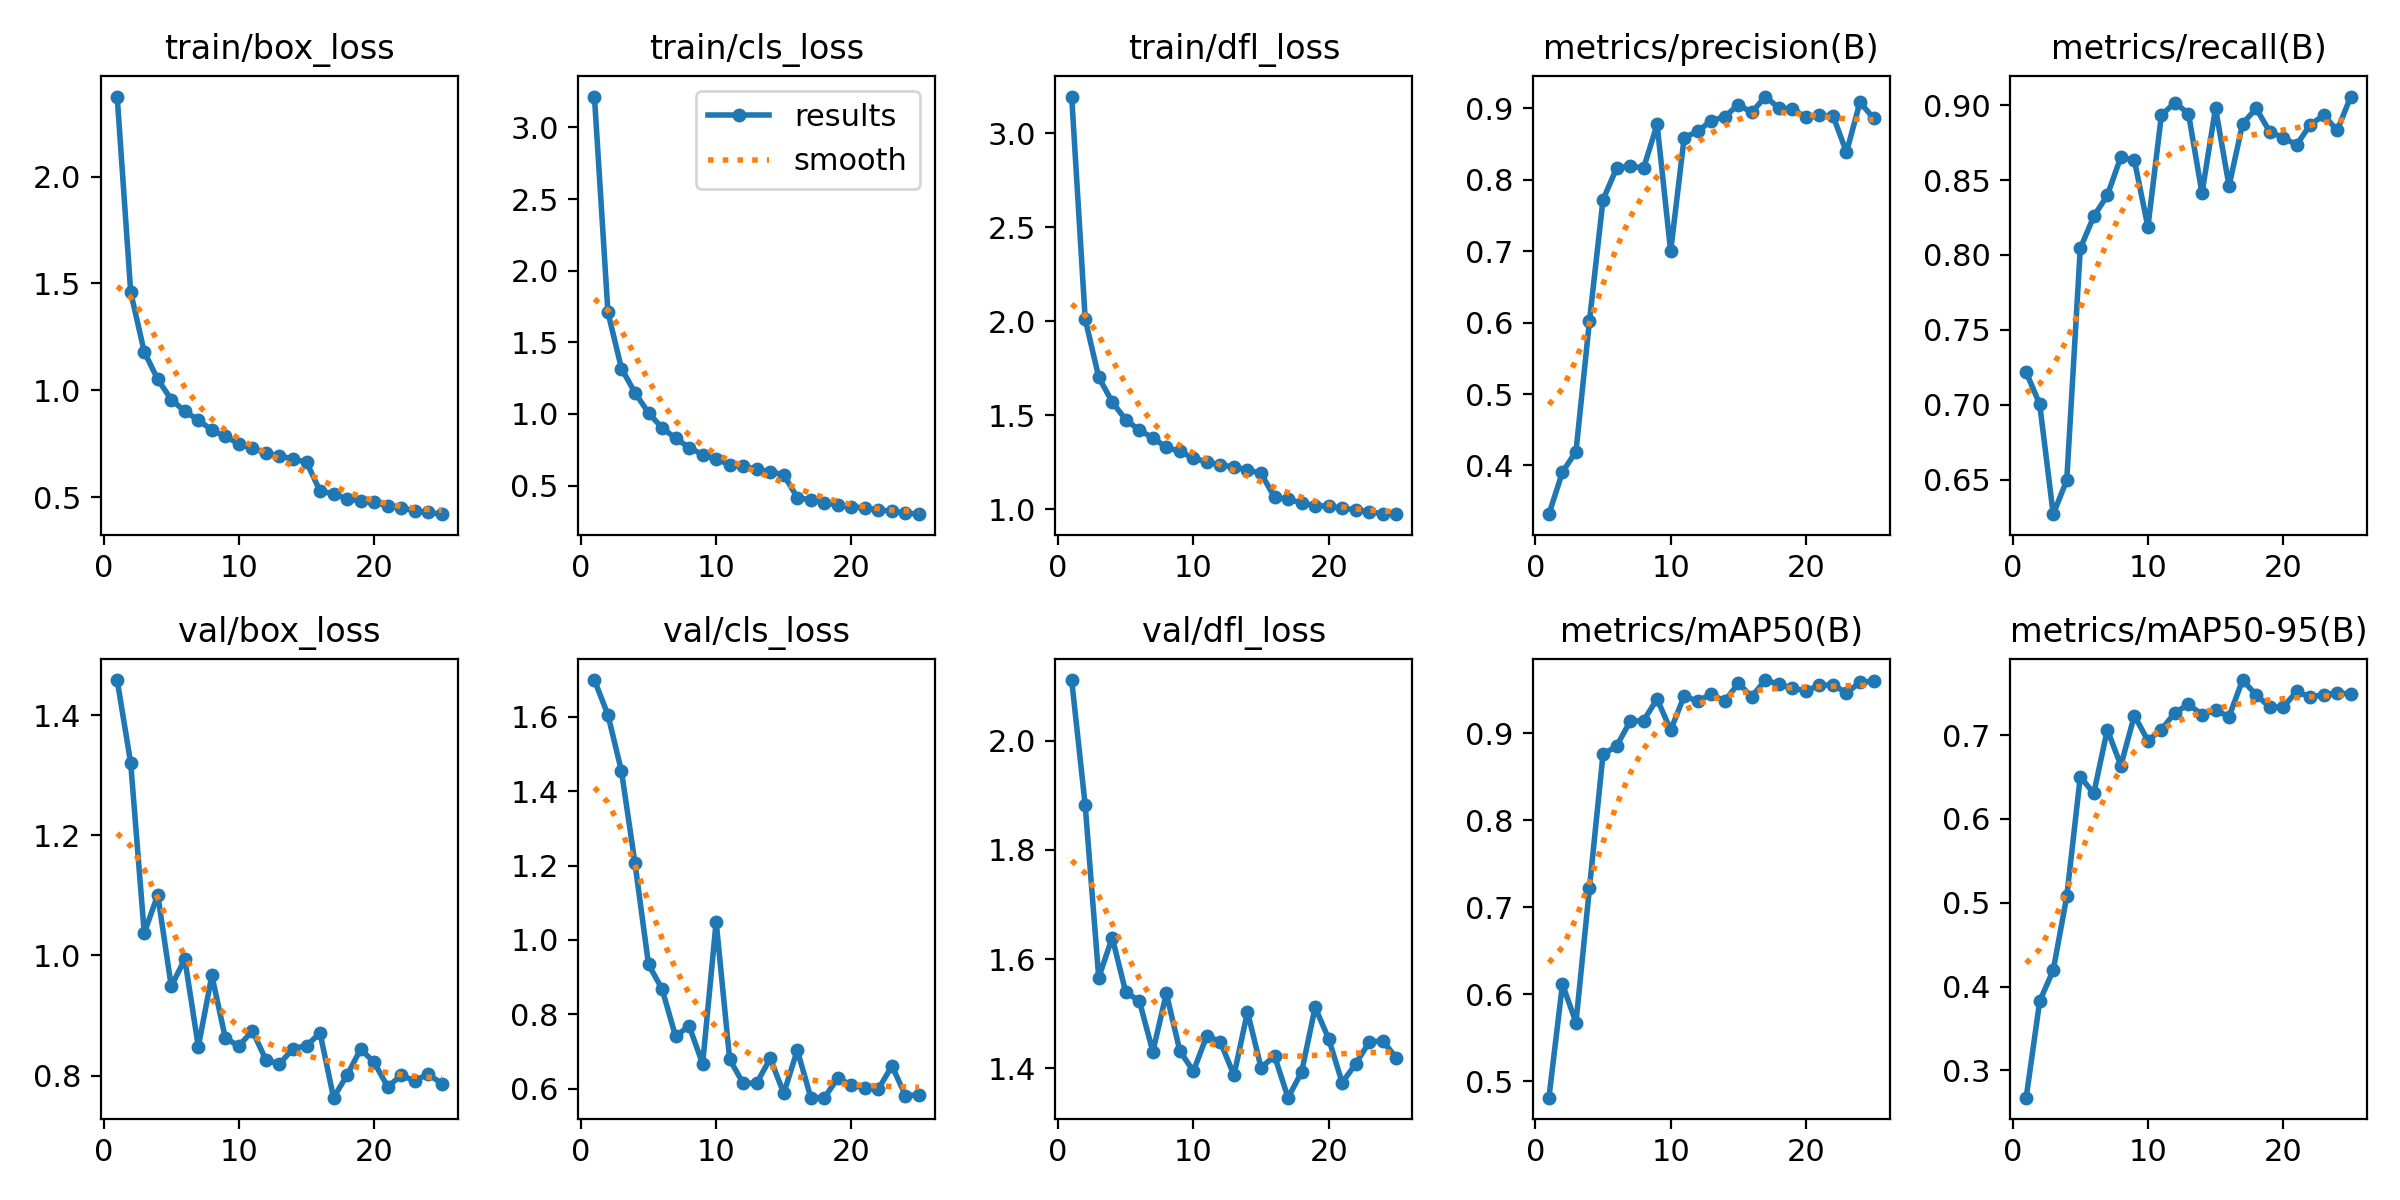 train/box_loss
2.0
1.5
1.0
0.5
0 10 20
train/cls_loss
results
smooth
3.0
2.5
2.0
1.5
1.0
0.5
0 10 20
train/dfl_loss
3.0
2.5
2.0
1.5
1.0
0 10 20
metrics/precision(B)
0.9
0.8
0.7
0.6
0.5
0.4
0 10 20
metrics/recall(B)
0.90
0.85
0.80
0.75
0.70
0.65
0 10 20
val/box_loss
1.4
1.2
1.0
0.8
0 10 20
val/cls_loss
1.6
1.4
1.2
1.0
0.8
0.6
0 10 20
val/dfl_loss
2.0
1.8
1.6
1.4
0 10 20
metrics/mAP50(B)
0.9
0.8
0.7
0.6
0.5
0 10 20
metrics/mAP50-95(B)
0.7
0.6
0.5
0.4
0.3
0 10 20